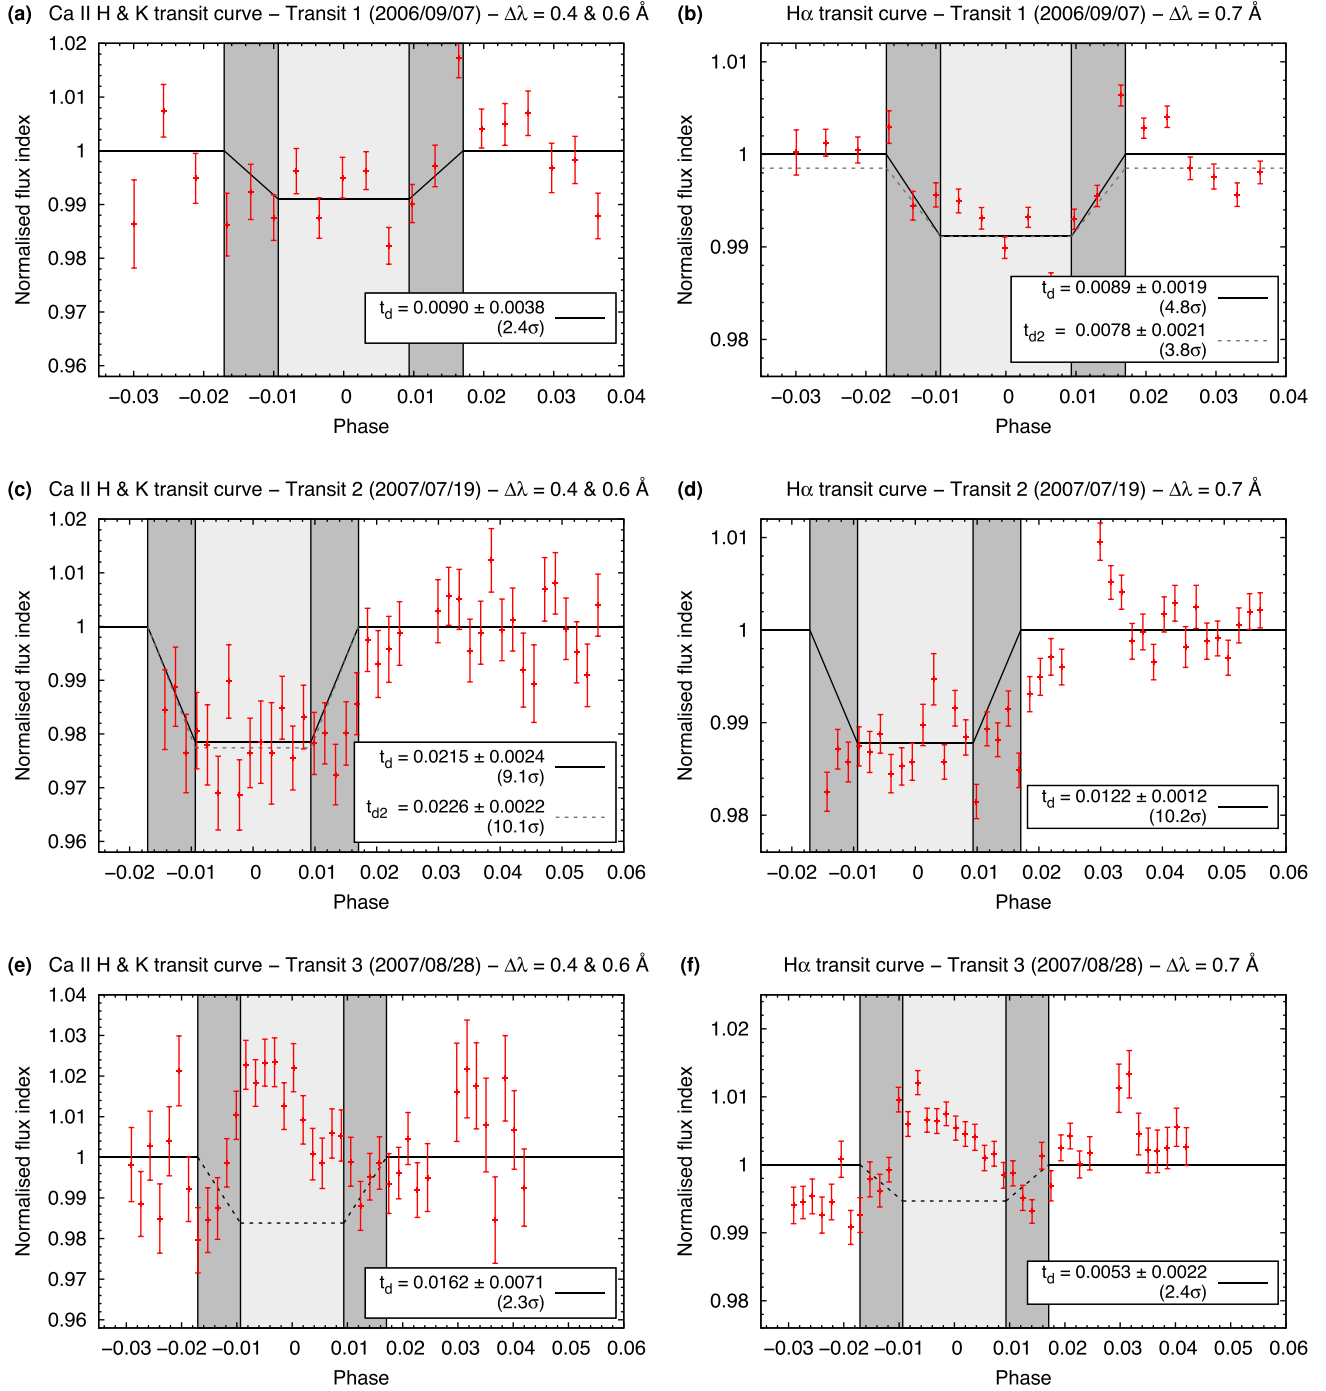 (a) Ca II H & K transit curve – Transit 1 (2006/09/07) – Δλ = 0.4 & 0.6 Å
1.02
1.01
1
0.99
0.98
0.97
0.96
Normalised flux index
t_d = 0.0090 ± 0.0038
(2.4σ)
−0.03 −0.02 −0.01 0 0.01 0.02 0.03 0.04
Phase
(b) Hα transit curve – Transit 1 (2006/09/07) – Δλ = 0.7 Å
1.01
1
0.99
0.98
Normalised flux index
t_d = 0.0089 ± 0.0019
(4.8σ)
t_d2 = 0.0078 ± 0.0021
(3.8σ)
−0.03 −0.02 −0.01 0 0.01 0.02 0.03 0.04
Phase
(c) Ca II H & K transit curve – Transit 2 (2007/07/19) – Δλ = 0.4 & 0.6 Å
1.02
1.01
1
0.99
0.98
0.97
0.96
Normalised flux index
t_d = 0.0215 ± 0.0024
(9.1σ)
t_d2 = 0.0226 ± 0.0022
(10.1σ)
−0.02 −0.01 0 0.01 0.02 0.03 0.04 0.05 0.06
Phase
(d) Hα transit curve – Transit 2 (2007/07/19) – Δλ = 0.7 Å
1.01
1
0.99
0.98
Normalised flux index
t_d = 0.0122 ± 0.0012
(10.2σ)
−0.02 −0.01 0 0.01 0.02 0.03 0.04 0.05 0.06
Phase
(e) Ca II H & K transit curve – Transit 3 (2007/08/28) – Δλ = 0.4 & 0.6 Å
1.04
1.03
1.02
1.01
1
0.99
0.98
0.97
0.96
Normalised flux index
t_d = 0.0162 ± 0.0071
(2.3σ)
−0.03 −0.02 −0.01 0 0.01 0.02 0.03 0.04 0.05 0.06
Phase
(f) Hα transit curve – Transit 3 (2007/08/28) – Δλ = 0.7 Å
1.02
1.01
1
0.99
0.98
Normalised flux index
t_d = 0.0053 ± 0.0022
(2.4σ)
−0.03 −0.02 −0.01 0 0.01 0.02 0.03 0.04 0.05 0.06
Phase